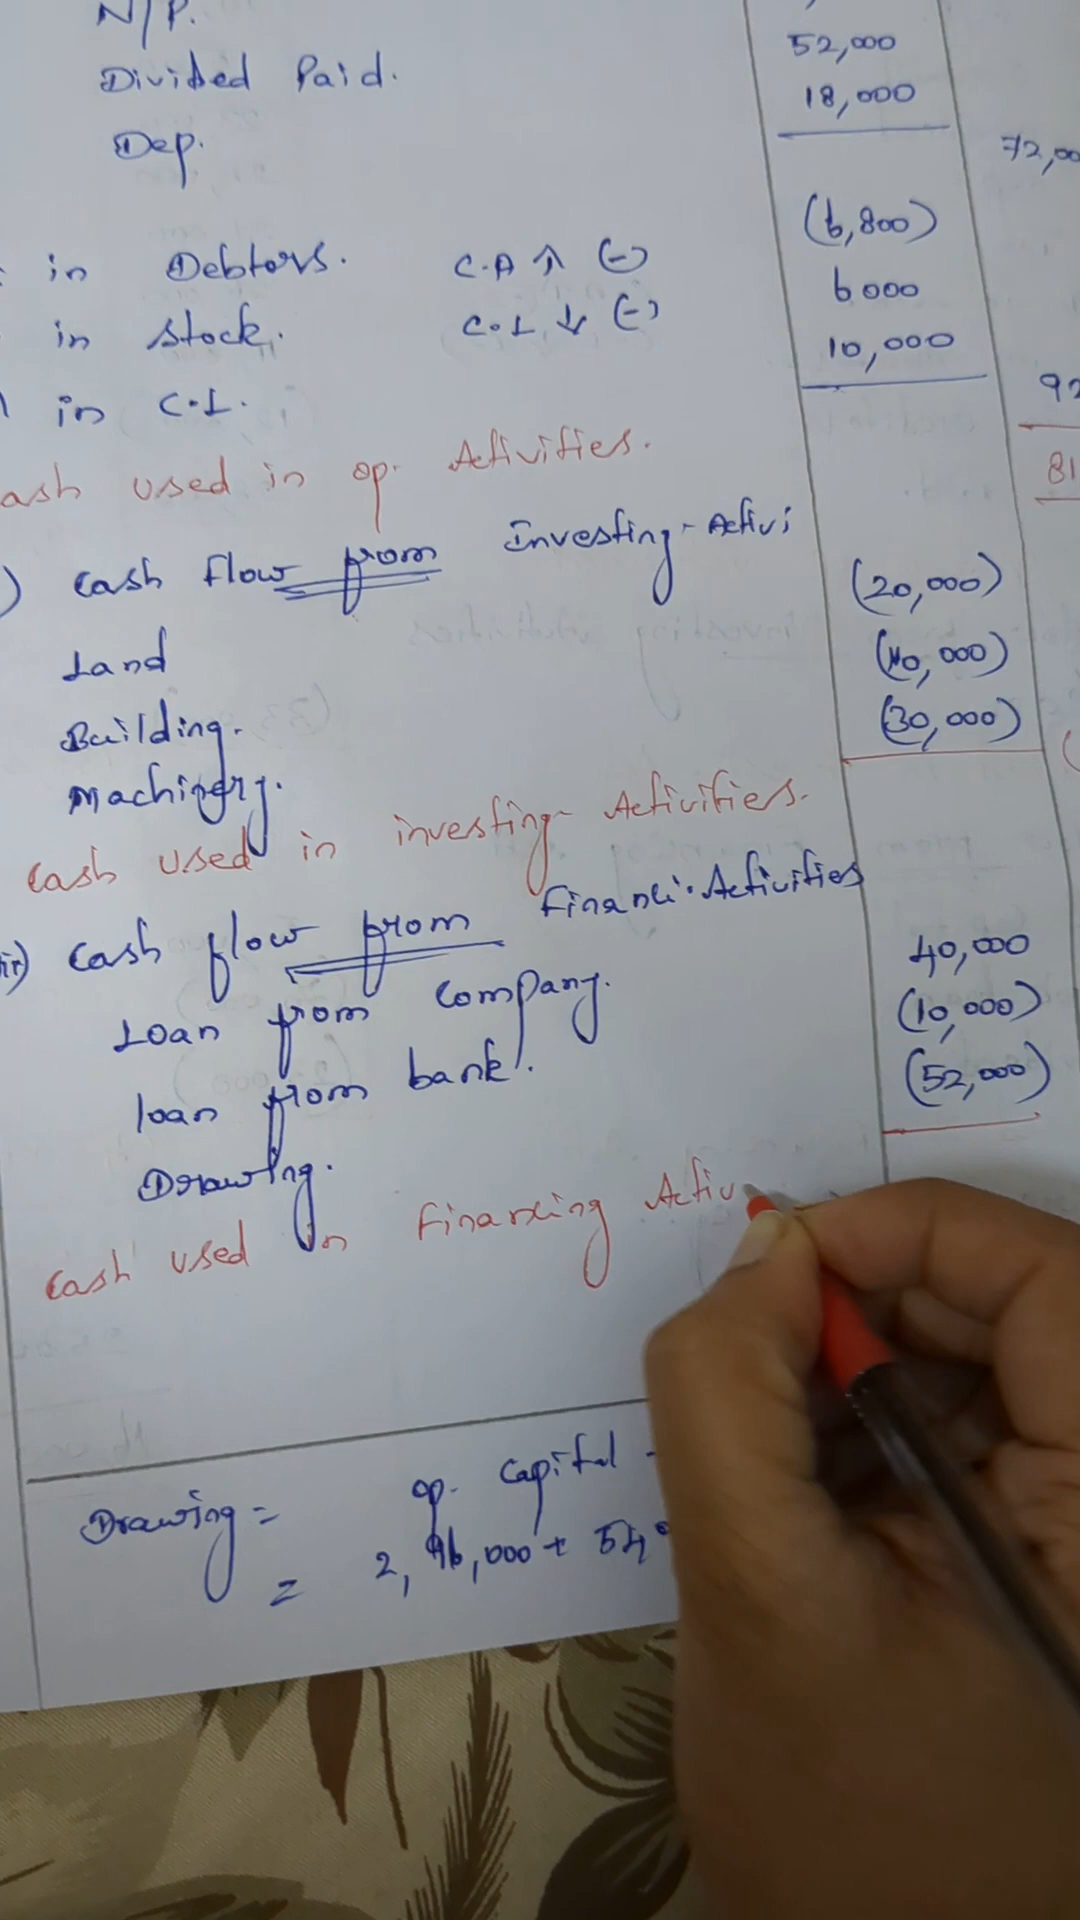 N/P.
52,000
Divided Paid.
18,000
Dep.
72,00
(6,800)
in Debtors. C.A ↑ (-)
6000
in stock. C.L ↓ (-)
10,000
in C.L.
92
ash used in op. Activities.
81
) Cash Flow from Investing Activi
(20,000)
Land
(40,000)
Building.
(30,000)
Machinery.
Cash used in investing Activities.
Cash flow from Financi. Activities
40,000
Loan from Company.
(10,000)
loan from bank.
(52,000)
Drawing.
Cash used in Financing Activ
Drawing = op. Capital -
= 2,96,000 + 54,